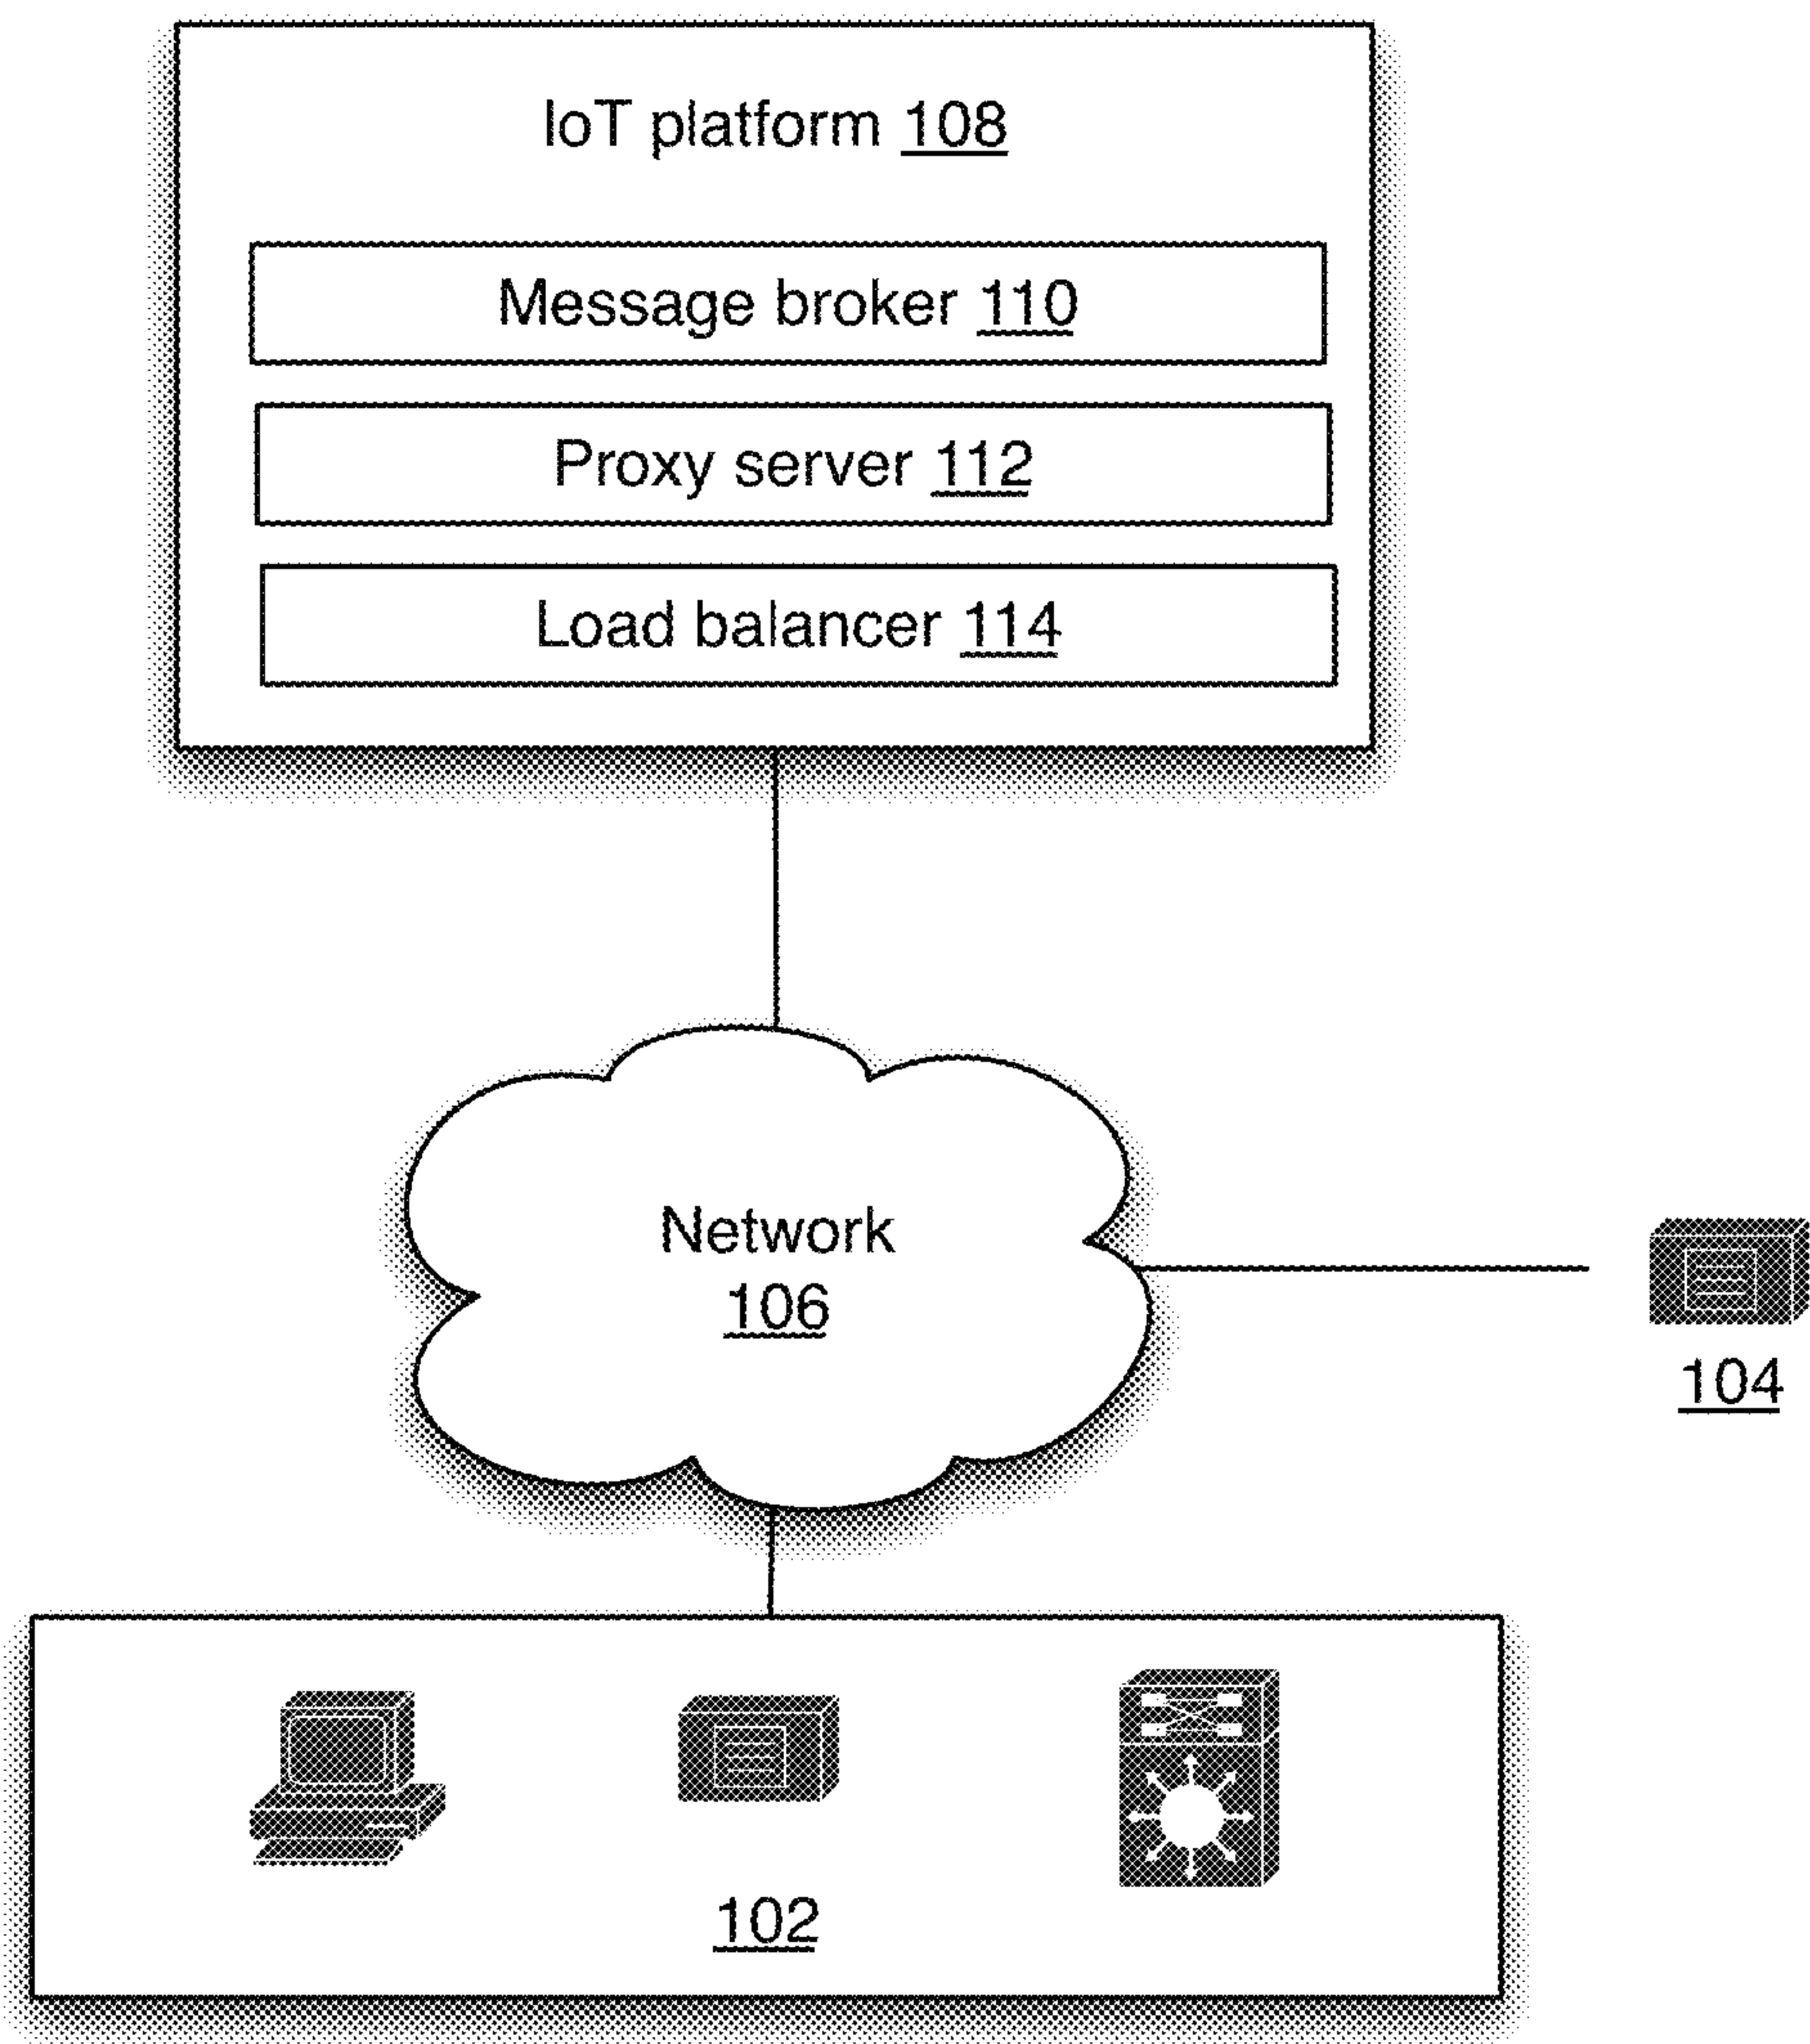 IoT platform 108
Message broker 110
Proxy server 112
Load balancer 114
Network
106
104
102